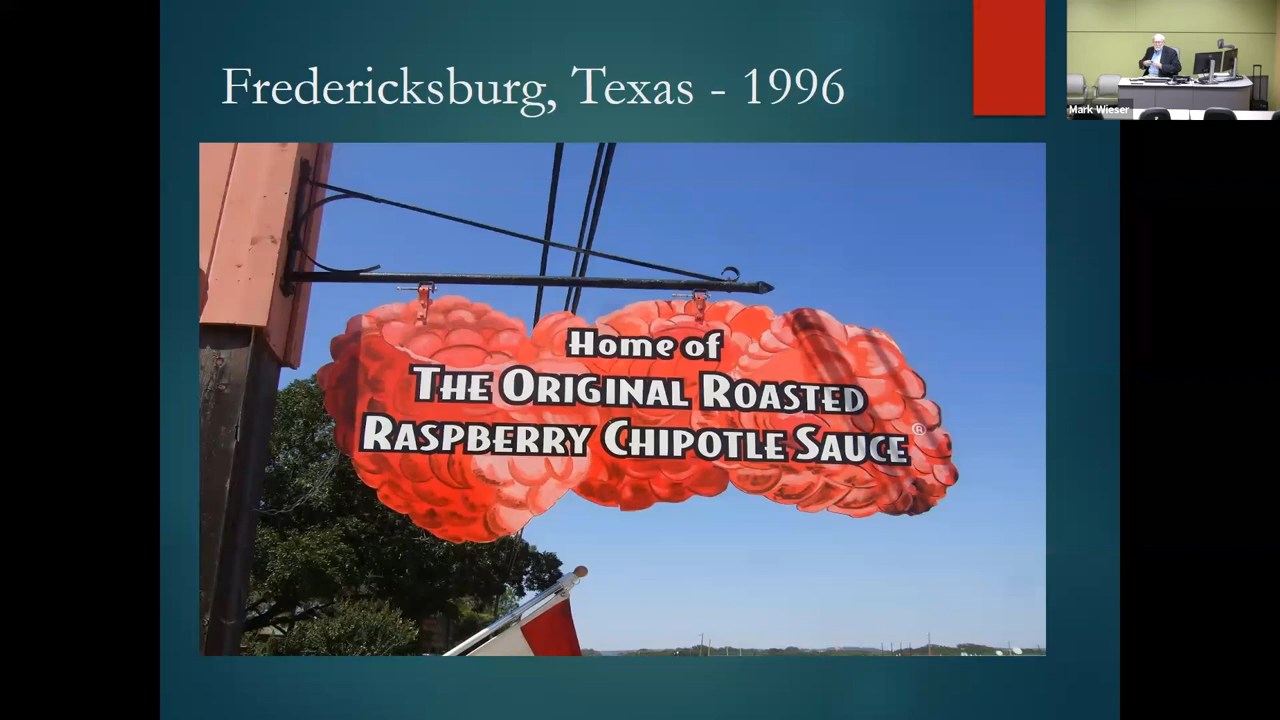 Fredericksburg, Texas - 1996
Mark Wieser
Home of
THE ORIGINAL ROASTED
RASPBERRY CHIPOTLE SAUCE®